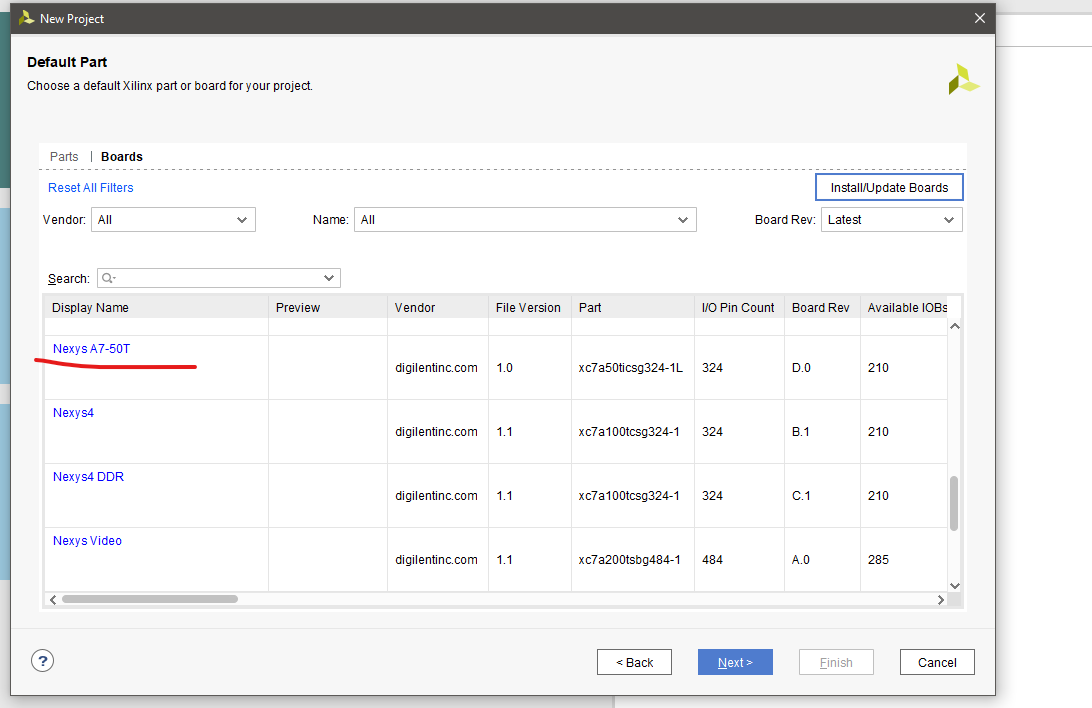 New Project
Default Part
Choose a default Xilinx part or board for your project.
Parts | Boards
Reset All Filters
Install/Update Boards
Vendor: All Name: All Board Rev: Latest
Search:
Display Name Preview Vendor File Version Part I/O Pin Count Board Rev Available IOBs
Nexys A7-50T
digilentinc.com 1.0 xc7a50ticsg324-1L 324 D.0 210
Nexys4
digilentinc.com 1.1 xc7a100tcsg324-1 324 B.1 210
Nexys4 DDR
digilentinc.com 1.1 xc7a100tcsg324-1 324 C.1 210
Nexys Video
digilentinc.com 1.1 xc7a200tsbg484-1 484 A.0 285
? < Back Next > Finish Cancel